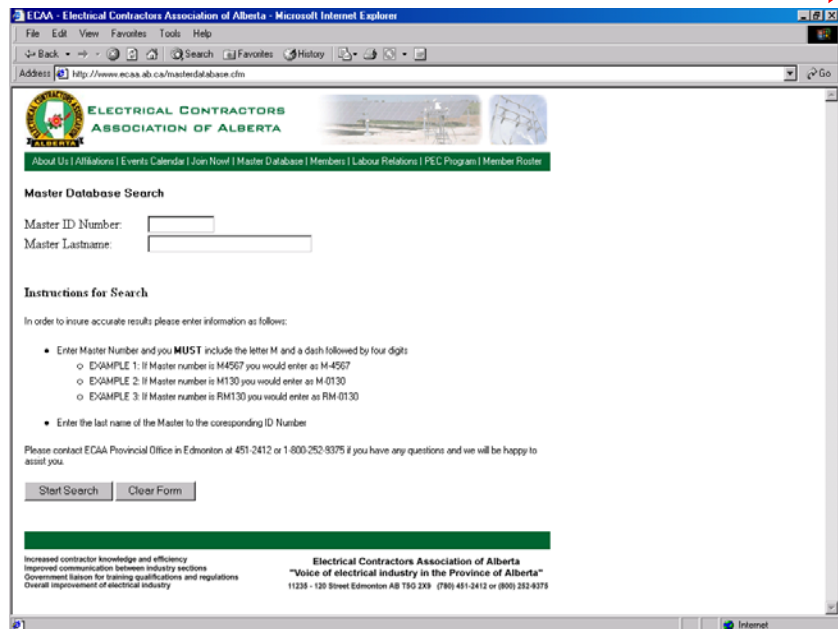 ECAA - Electrical Contractors Association of Alberta - Microsoft Internet Explorer
File Edit View Favorites Tools Help
Back Search Favorites History
Address http://www.ecaa.ab.ca/masterdatabase.cfm Go
ELECTRICAL CONTRACTORS
ASSOCIATION OF ALBERTA
ALBERTA
About Us | Affiliations | Events Calendar | Join Now! | Master Database | Members | Labour Relations | PEC Program | Member Roster
Master Database Search
Master ID Number:
Master Lastname:
Instructions for Search
In order to insure accurate results please enter information as follows:
Enter Master Number and you MUST include the letter M and a dash followed by four digits
EXAMPLE 1: If Master number is M4567 you would enter as M-4567
EXAMPLE 2: If Master number is M130 you would enter as M-0130
EXAMPLE 3: If Master number is RM130 you would enter as RM-0130
Enter the last name of the Master to the coresponding ID Number
Please contact ECAA Provincial Office in Edmonton at 451-2412 or 1-800-252-9375 if you have any questions and we will be happy to
assist you.
Start Search Clear Form
Increased contractor knowledge and efficiency
Improved communication between industry sections
Government liaison for training qualifications and regulations
Overall improvement of electrical industry
Electrical Contractors Association of Alberta
"Voice of electrical industry in the Province of Alberta"
11235 - 120 Street Edmonton AB T5G 2X9 (780) 451-2412 or (800) 252-9375
Internet